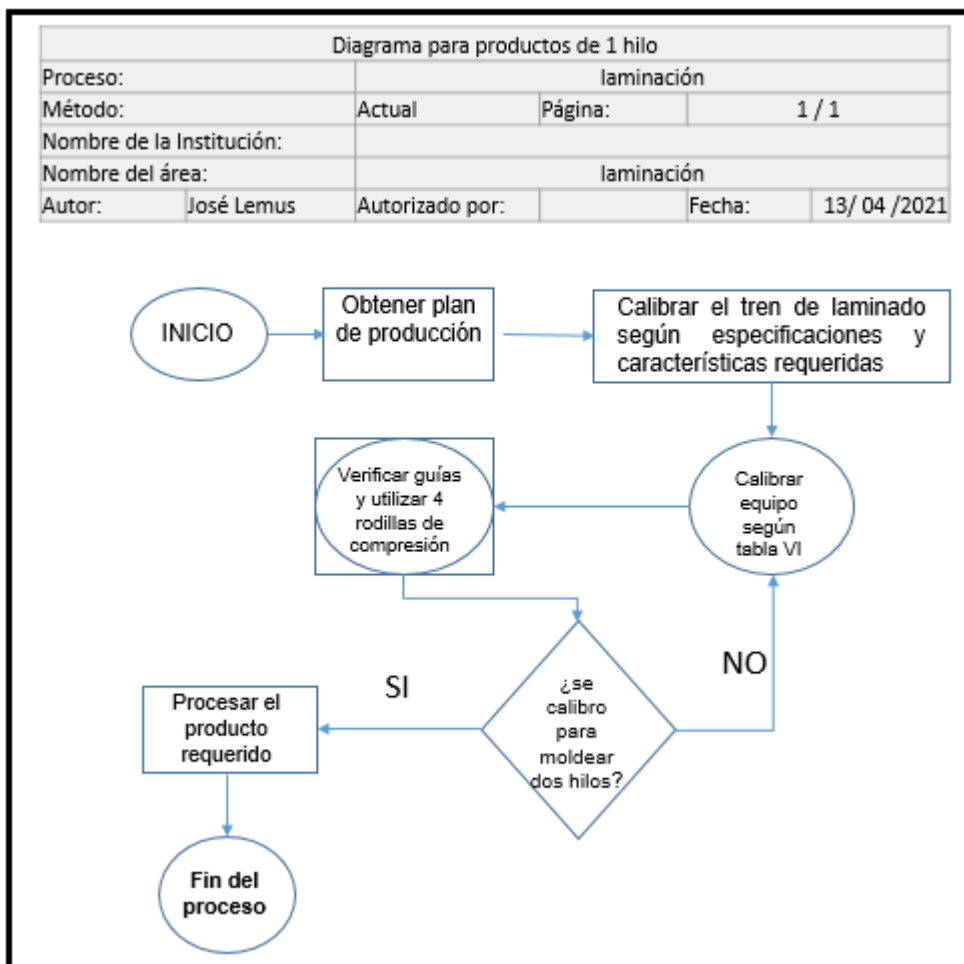 Diagrama para productos de 1 hilo
Proceso: laminación
Método: Actual Página: 1 / 1
Nombre de la Institución:
Nombre del área: laminación
Autor: José Lemus Autorizado por: Fecha: 13/ 04 /2021
INICIO
Obtener plan
de producción
Calibrar el tren de laminado
según especificaciones y
características requeridas
Calibrar
equipo
según
tabla VI
Verificar guías
y utilizar 4
rodillas de
compresión
¿se
calibro
para
moldear
dos hilos?
NO
SI
Procesar el
producto
requerido
Fin del
proceso